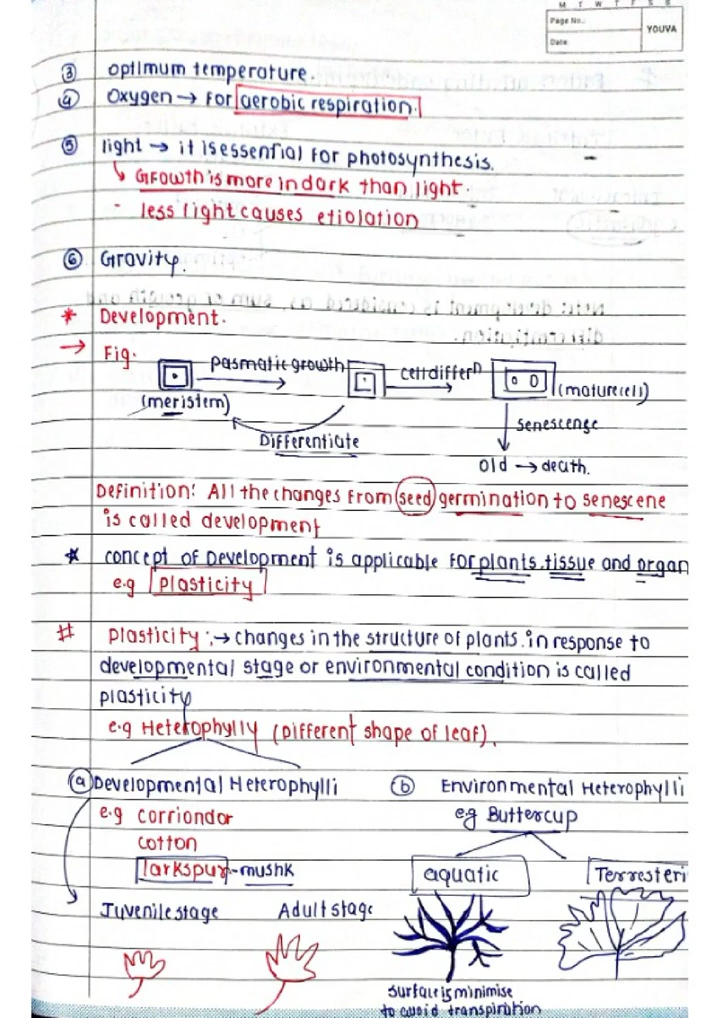 M T W T F S S
Page No.:
Date:
YOUVA
③ optimum temperature.
④ Oxygen → For aerobic respiration.
⑤ light → it is essential for photosynthesis.
↳ Growth is more in dark than light.
- less light causes etiolation
⑥ Gravity.
* Development.
→ Fig.
pasmatic growth
cell differⁿ
(meristem)
(mature cell)
Differentiate
senescenge
Old → death.
Definition: All the changes from seed germination to senescene
is called development
* concept of Development is applicable for plants, tissue and organ
e.g Plasticity
# Plasticity :→ changes in the structure of plants. in response to
developmental stage or environmental condition is called
plasticity
e.g Heterophylly (Different shape of leaf).
ⓐ Developmental Heterophylli
ⓑ Environmental Heterophylli
e.g corriondor
eg Buttercup
cotton
larkspur-mushk
aquatic
Terresteri
Juvenile stage
Adult stage
surface is minimise
to avoid transpiration